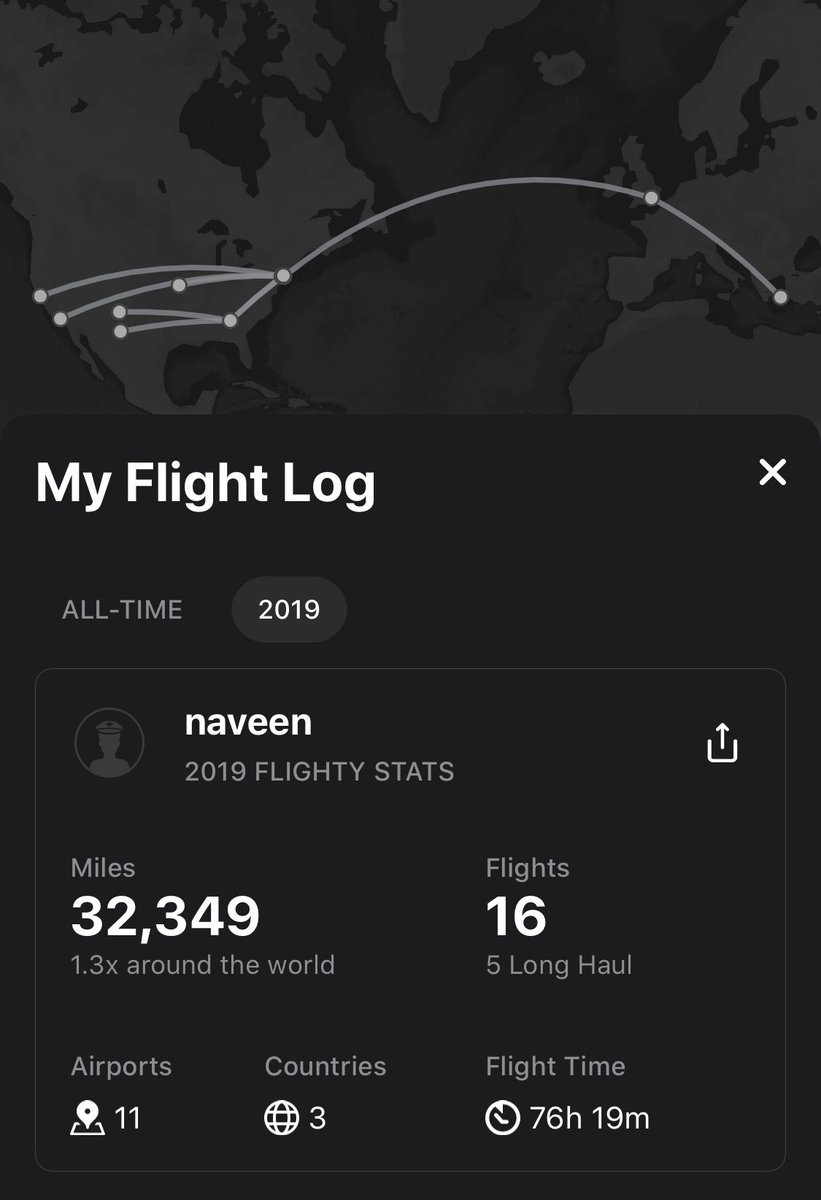 My Flight Log
ALL-TIME 2019
naveen
2019 FLIGHTY STATS
Miles Flights
32,349 16
1.3x around the world 5 Long Haul
Airports Countries Flight Time
11 3 76h 19m